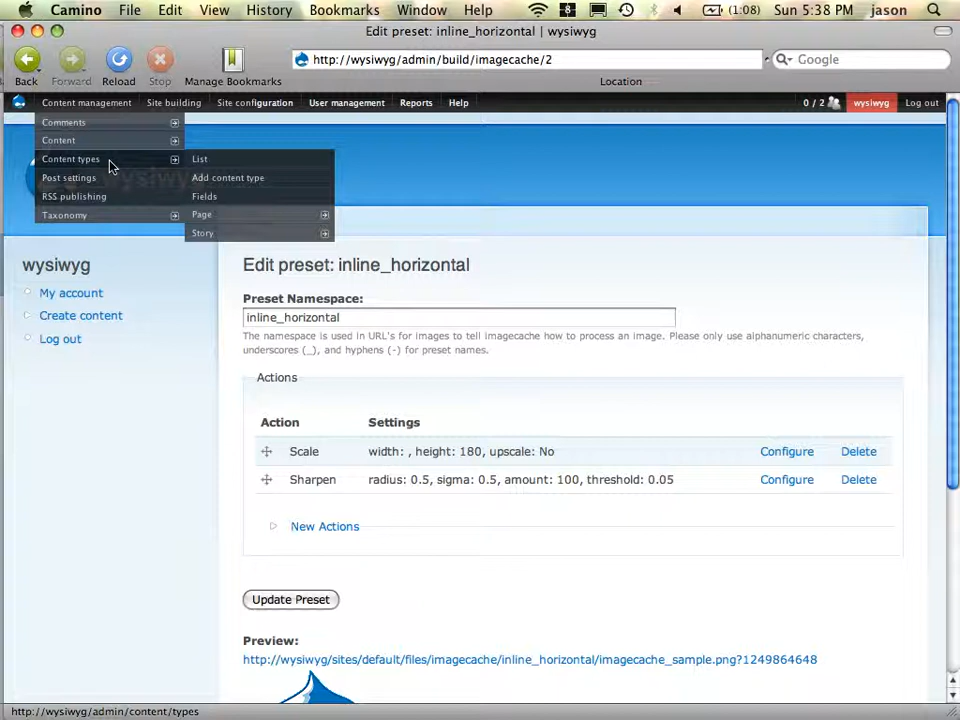 Camino File Edit View History Bookmarks Window Help (1:08) Sun 5:38 PM jason
Edit preset: inline_horizontal | wysiwyg
http://wysiwyg/admin/build/imagecache/2 Google
Back Forward Reload Stop Manage Bookmarks Location
Content management Site building Site configuration User management Reports Help 0 / 2 wysiwyg Log out
Comments
Content
Content types List
Post settings Add content type
RSS publishing Fields
Taxonomy Page
Story
wysiwyg
My account
Create content
Log out
Edit preset: inline_horizontal
Preset Namespace:
inline_horizontal
The namespace is used in URL's for images to tell imagecache how to process an image. Please only use alphanumeric characters,
underscores (_), and hyphens (-) for preset names.
Actions
Action Settings
Scale width: , height: 180, upscale: No Configure Delete
Sharpen radius: 0.5, sigma: 0.5, amount: 100, threshold: 0.05 Configure Delete
New Actions
Update Preset
Preview:
http://wysiwyg/sites/default/files/imagecache/inline_horizontal/imagecache_sample.png?1249864648
http://wysiwyg/admin/content/types